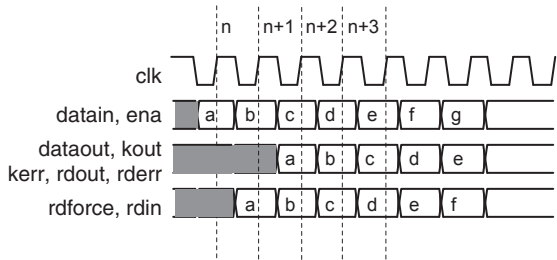 n n+1 n+2 n+3
clk
datain, ena a b c d e f g
dataout, kout
kerr, rdout, rderr a b c d e
rdforce, rdin a b c d e f